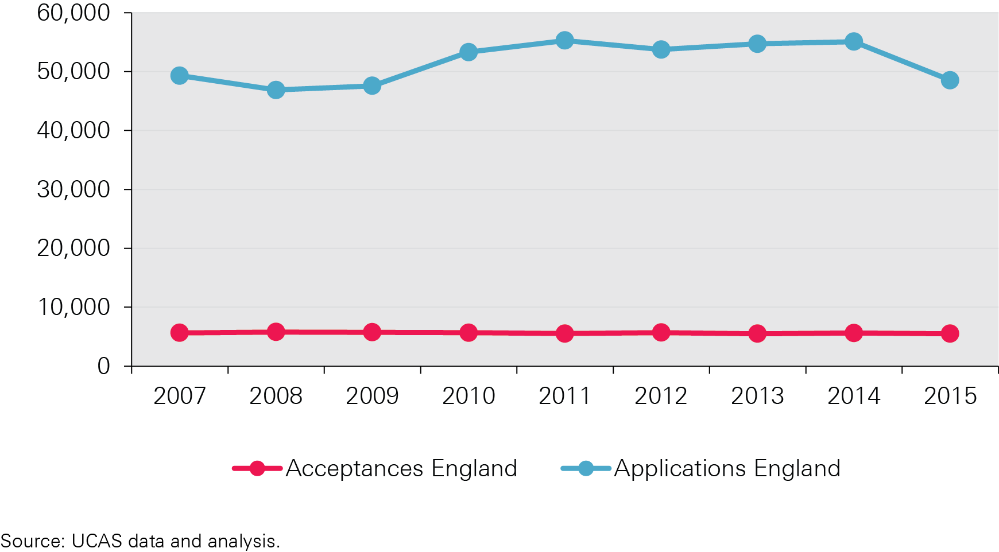 60,000
50,000
40,000
30,000
20,000
10,000
0
2007 2008 2009 2010 2011 2012 2013 2014 2015
Acceptances England Applications England
Source: UCAS data and analysis.